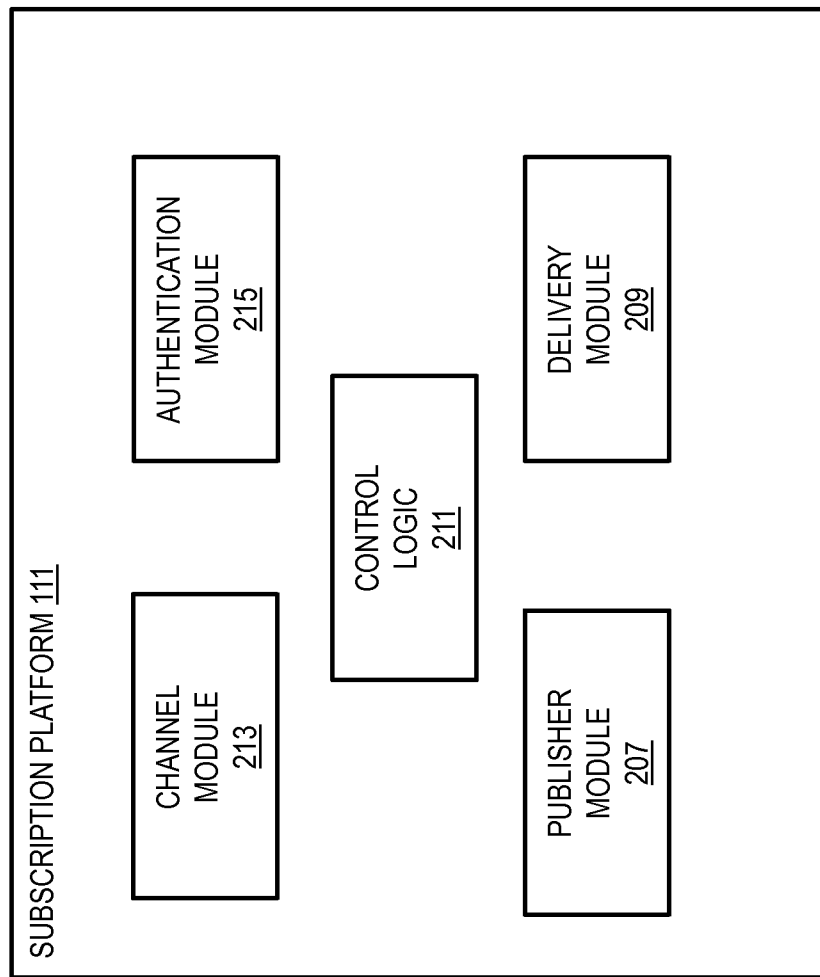 SUBSCRIPTION PLATFORM 111
CHANNEL
MODULE
213
AUTHENTICATION
MODULE
215
CONTROL
LOGIC
211
PUBLISHER
MODULE
207
DELIVERY
MODULE
209